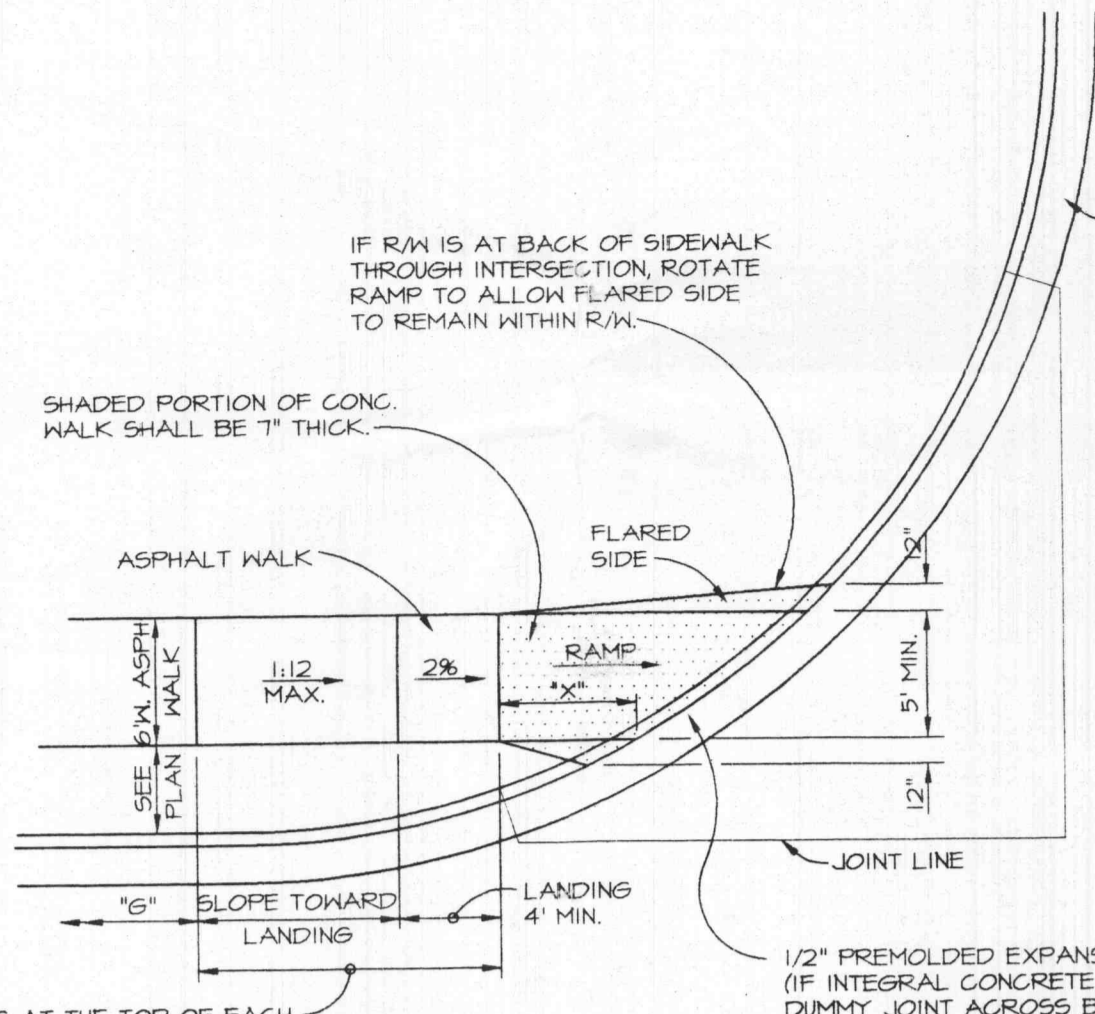 IF R/W IS AT BACK OF SIDEWALK
THROUGH INTERSECTION, ROTATE
RAMP TO ALLOW FLARED SIDE
TO REMAIN WITHIN R/W.
SHADED PORTION OF CONC.
WALK SHALL BE 7" THICK.
ASPHALT WALK
FLARED
SIDE
12"
6'W. ASPH
WALK
1:12
MAX.
2%
RAMP
"X"
5' MIN.
SEE
PLAN
12"
JOINT LINE
"G"
SLOPE TOWARD
LANDING
LANDING
4' MIN.
1/2" PREMOLDED EXPANS
(IF INTEGRAL CONCRETE
DUMMY JOINT ACROSS B
AT THE TOP OF EACH